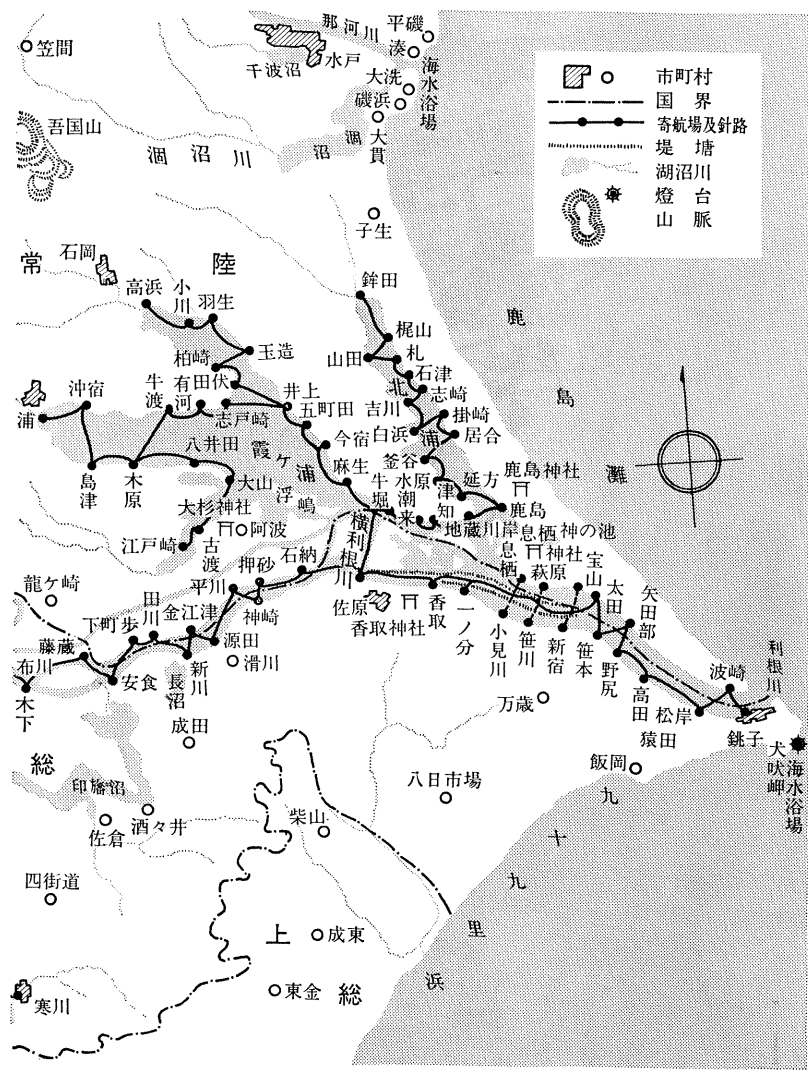 那珂川
平磯
湊
水戸
千波沼
大洗
磯浜
海水浴場
大貫
涸沼
涸沼川
笠間
吾国山
市町村
国界
寄航場及針路
堤塘
湖沼川
燈台
山脈
子生
石岡
常陸
高浜
小川
羽生
玉造
柏崎
田伏
有河
牛渡
志戸崎
井上
五町田
今宿
麻生
牛堀
沖宿
浦
島津
木原
八井田
大山
霞ヶ浦
浮嶋
大杉神社
阿波
古渡
江戸崎
鉾田
梶山
山田
札
石津
志崎
吉川
掛崎
白浜
居合
北浦
釜谷
水原
延方
津知
潮来
地蔵川岸
鹿島神社
鹿島
鹿島灘
息栖神社
息栖
神の池
萩原
宝山
太田
矢田部
横利根川
石納
押砂
平川
神崎
佐原
香取神社
香取
一ノ分
小見川
笹川
新宿
笹本
野尻
高田
松岸
猿田
波崎
利根川
銚子
犬吠岬
海水浴場
龍ヶ崎
田川
下町歩
金江津
藤蔵
布川
木下
安食
長沼
新川
源田
滑川
成田
万歳
飯岡
八日市場
総
印旛沼
佐倉
酒々井
柴山
四街道
上総
成東
東金
寒川
九十九里浜